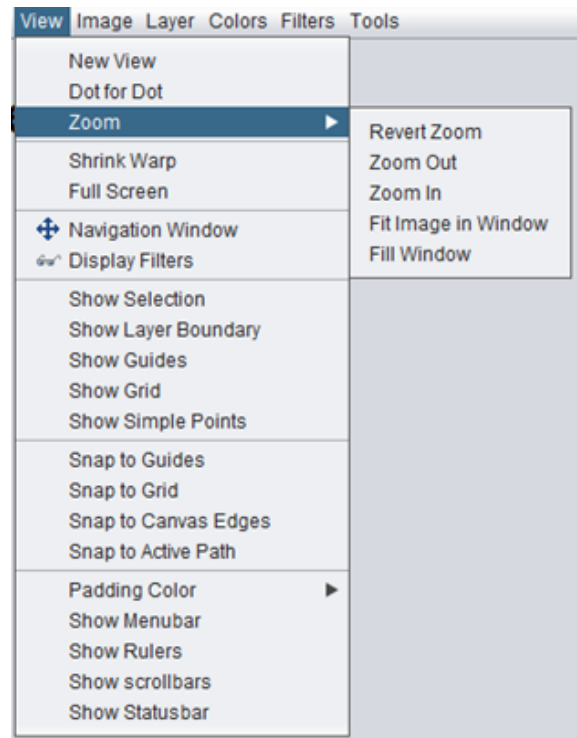 View Image Layer Colors Filters Tools
New View
Dot for Dot
Zoom
Revert Zoom
Zoom Out
Zoom In
Fit Image in Window
Fill Window
Shrink Warp
Full Screen
Navigation Window
Display Filters
Show Selection
Show Layer Boundary
Show Guides
Show Grid
Show Simple Points
Snap to Guides
Snap to Grid
Snap to Canvas Edges
Snap to Active Path
Padding Color
Show Menubar
Show Rulers
Show scrollbars
Show Statusbar